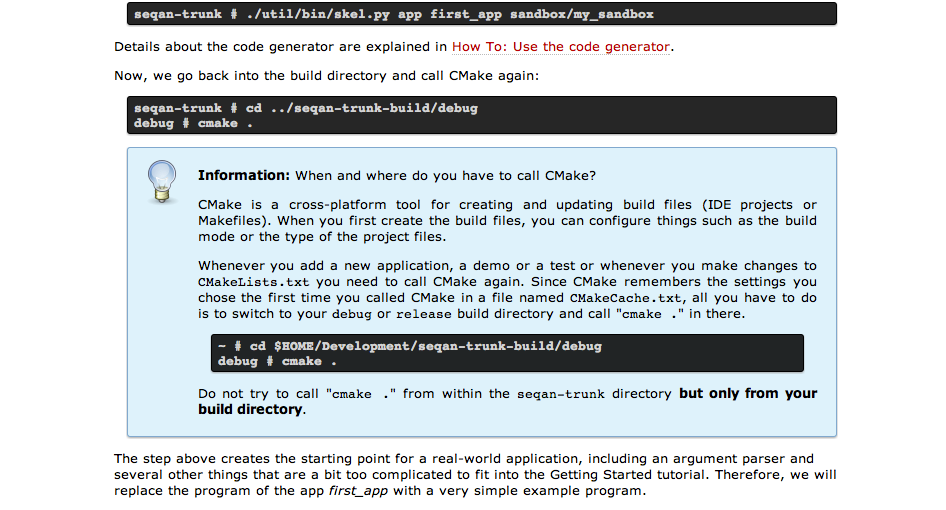 seqan-trunk # ./util/bin/skel.py app first_app sandbox/my_sandbox
Details about the code generator are explained in How To: Use the code generator.
Now, we go back into the build directory and call CMake again:
seqan-trunk # cd ../seqan-trunk-build/debug
debug # cmake .
Information: When and where do you have to call CMake?
CMake is a cross-platform tool for creating and updating build files (IDE projects or
Makefiles). When you first create the build files, you can configure things such as the build
mode or the type of the project files.
Whenever you add a new application, a demo or a test or whenever you make changes to
CMakeLists.txt you need to call CMake again. Since CMake remembers the settings you
chose the first time you called CMake in a file named CMakeCache.txt, all you have to do
is to switch to your debug or release build directory and call "cmake ." in there.
~ # cd $HOME/Development/seqan-trunk-build/debug
debug # cmake .
Do not try to call "cmake ." from within the seqan-trunk directory but only from your
build directory.
The step above creates the starting point for a real-world application, including an argument parser and
several other things that are a bit too complicated to fit into the Getting Started tutorial. Therefore, we will
replace the program of the app first_app with a very simple example program.